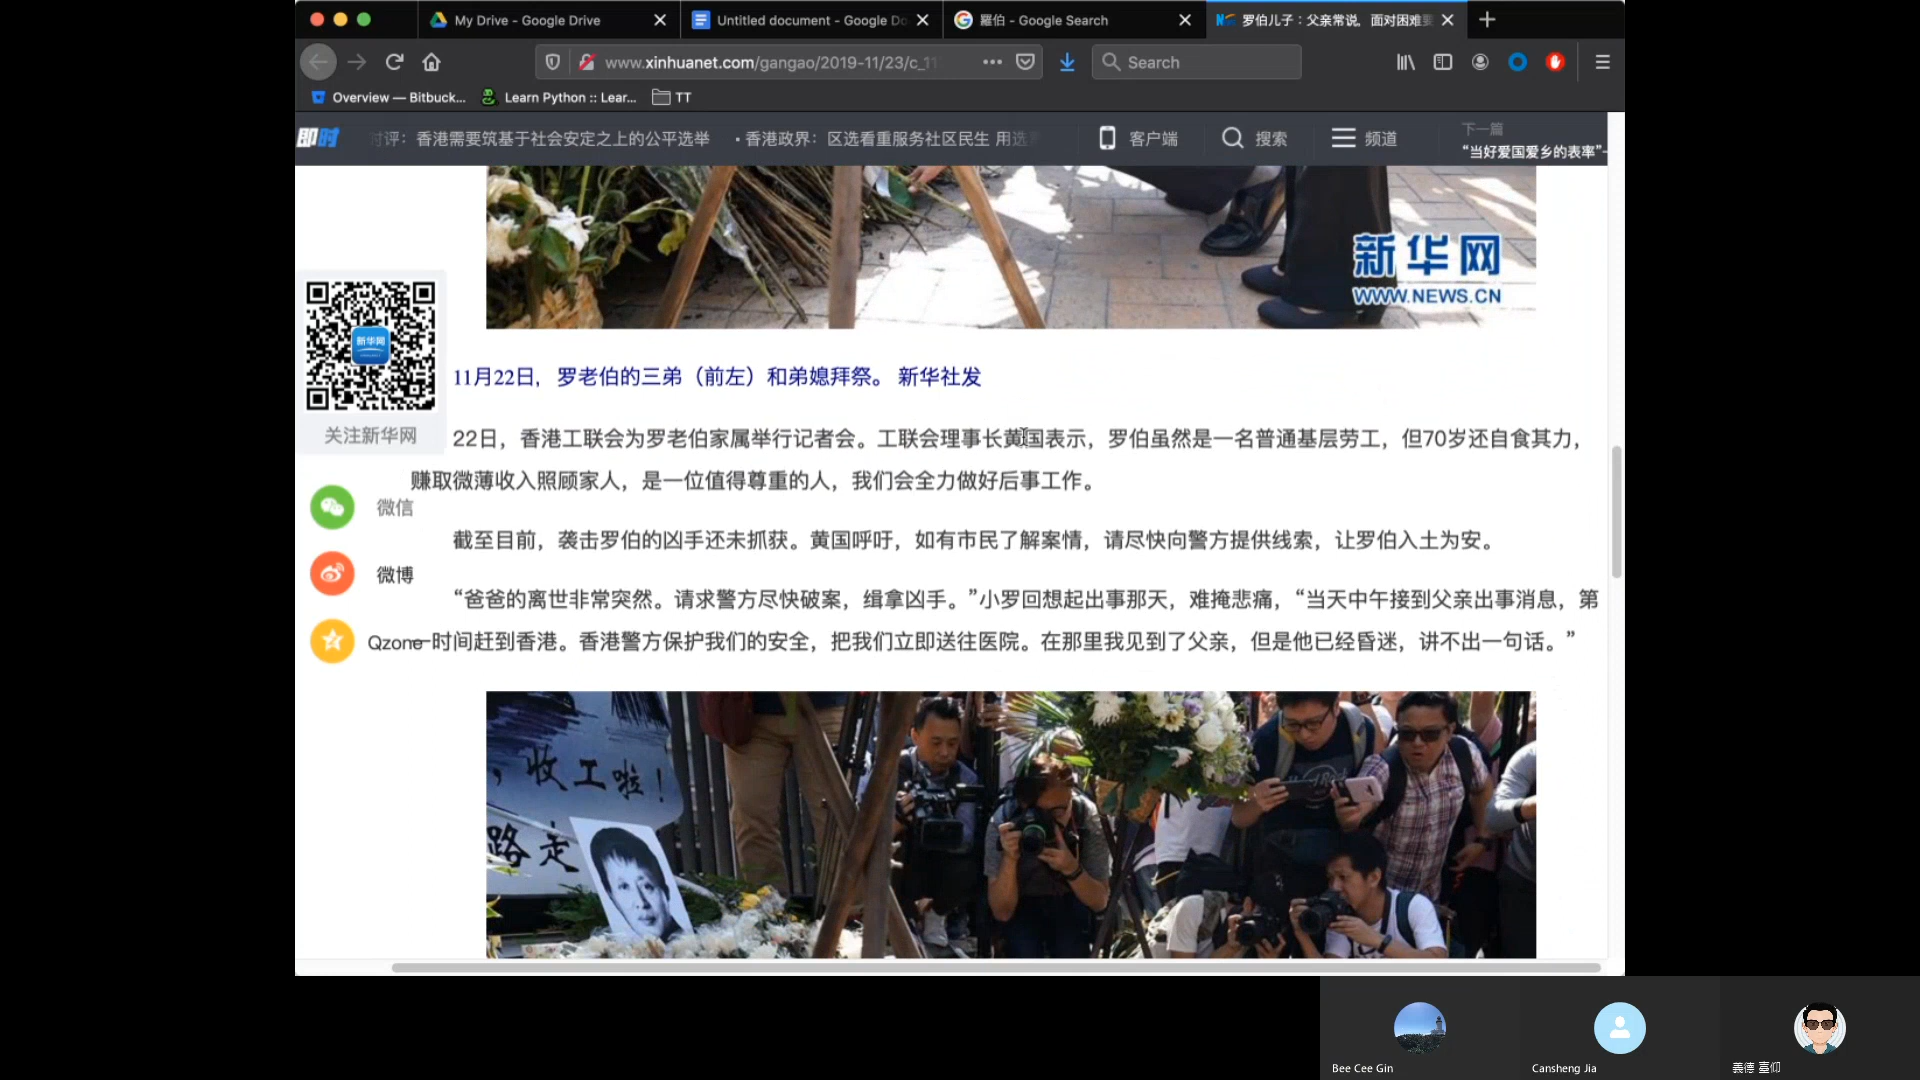 My Drive - Google Drive
Untitled document - Google Do
羅伯 - Google Search
罗伯儿子：父亲常说，面对困难要
www.xinhuanet.com/gangao/2019-11/23/c_11
Search
Overview — Bitbuck...
Learn Python :: Lear...
TT
即时
时评：香港需要筑基于社会安定之上的公平选举
·香港政界：区选看重服务社区民生 用选
客户端
搜索
频道
下一篇
“当好爱国爱乡的表率”-
新华网
WWW.NEWS.CN
新华网
关注新华网
11月22日，罗老伯的三弟（前左）和弟媳拜祭。 新华社发
22日，香港工联会为罗老伯家属举行记者会。工联会理事长黄国表示，罗伯虽然是一名普通基层劳工，但70岁还自食其力，
赚取微薄收入照顾家人，是一位值得尊重的人，我们会全力做好后事工作。
微信
截至目前，袭击罗伯的凶手还未抓获。黄国呼吁，如有市民了解案情，请尽快向警方提供线索，让罗伯入土为安。
微博
“爸爸的离世非常突然。请求警方尽快破案，缉拿凶手。”小罗回想起出事那天，难掩悲痛，“当天中午接到父亲出事消息，第
Qzone
一时间赶到香港。香港警方保护我们的安全，把我们立即送往医院。在那里我见到了父亲，但是他已经昏迷，讲不出一句话。”
，收工啦！
路走
Bee Cee Gin
Cansheng Jia